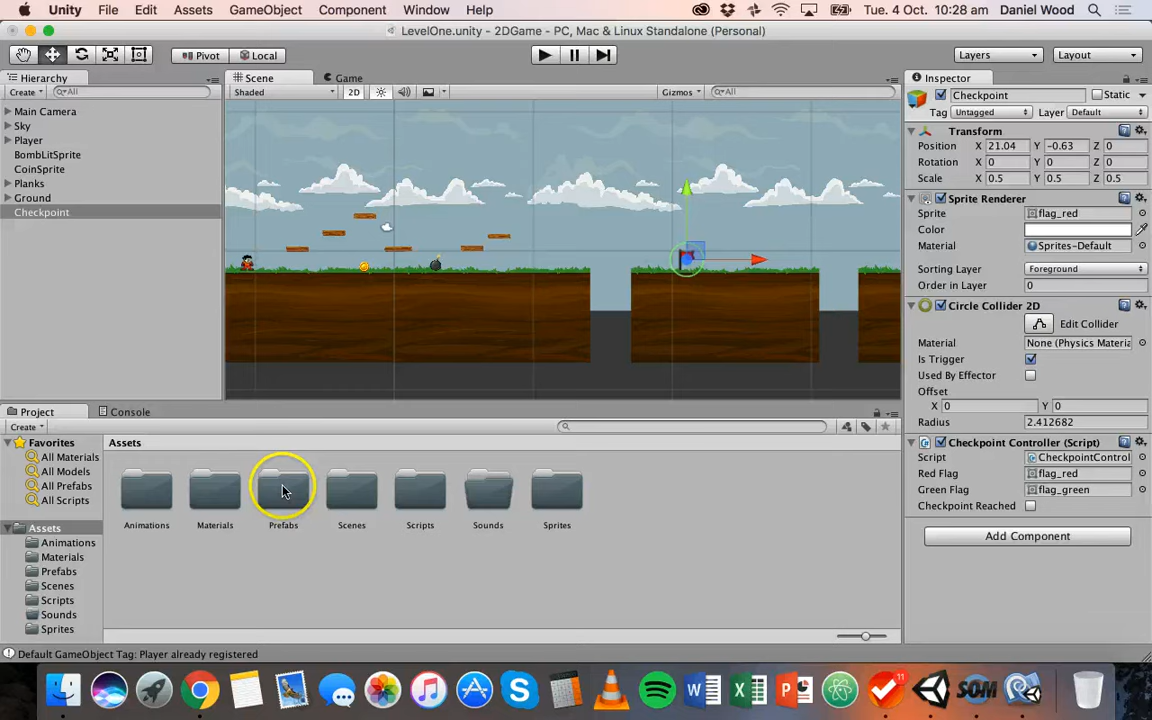 Unity File Edit Assets GameObject Component Window Help Tue. 4 Oct. 10:28 am Daniel Wood
LevelOne.unity - 2DGame - PC, Mac & Linux Standalone (Personal)
Pivot Local Layers Layout
Hierarchy Scene Game Inspector
Create All Shaded 2D Gizmos All
Checkpoint Static
Tag Untagged Layer Default
Main Camera
Sky
Player
BombLitSprite
CoinSprite
Planks
Ground
Checkpoint
Transform
Position X 21.04 Y -0.63 Z 0
Rotation X 0 Y 0 Z 0
Scale X 0.5 Y 0.5 Z 0.5
Sprite Renderer
Sprite flag_red
Color
Material Sprites-Default
Sorting Layer Foreground
Order in Layer 0
Circle Collider 2D
Edit Collider
Material None (Physics Materia
Is Trigger
Used By Effector
Offset
X 0 Y 0
Radius 2.412682
Checkpoint Controller (Script)
Script CheckpointControl
Red Flag flag_red
Green Flag flag_green
Checkpoint Reached
Add Component
Project Console
Create
Favorites
All Materials
All Models
All Prefabs
All Scripts
Assets
Animations
Materials
Prefabs
Scenes
Scripts
Sounds
Sprites
Assets
Animations Materials Prefabs Scenes Scripts Sounds Sprites
Default GameObject Tag: Player already registered
11
SOM